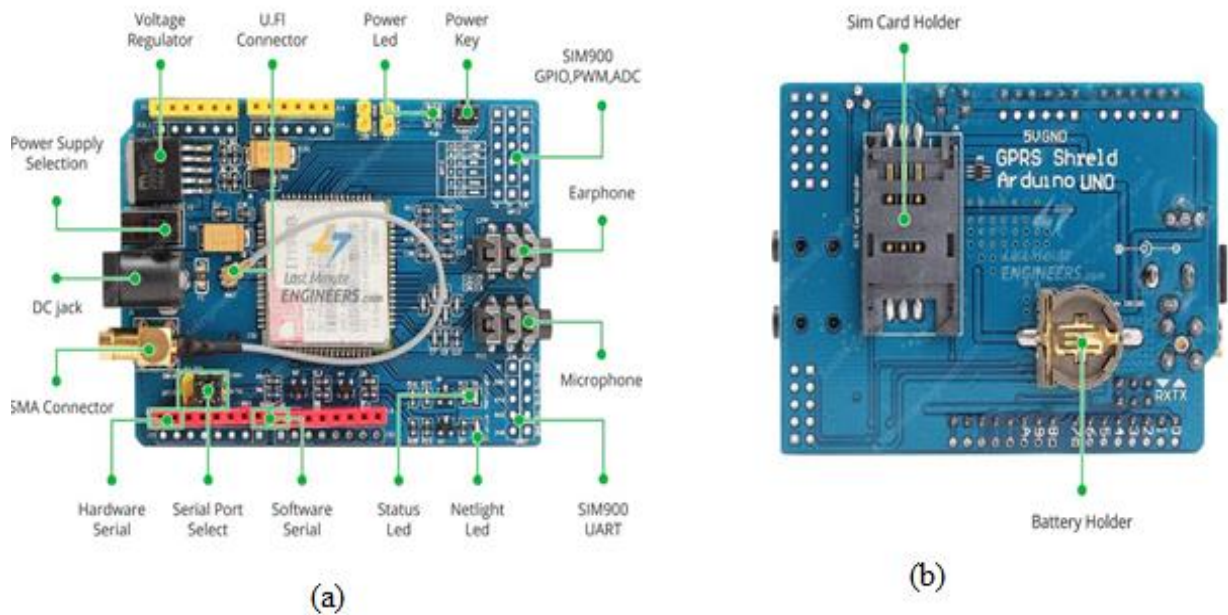 Voltage
Regulator
U.FI
Connector
Power
Led
Power
Key
SIM900
GPIO,PWM,ADC
Power Supply
Selection
Earphone
DC jack
Last Minute
ENGINEERS.com
Microphone
SMA Connector
Hardware
Serial
Serial Port
Select
Software
Serial
Status
Led
Netlight
Led
SIM900
UART
(a)
Sim Card Holder
5VGND
GPRS Shield
Arduino UNO
ENGINEERS.com
RXTX
Battery Holder
(b)